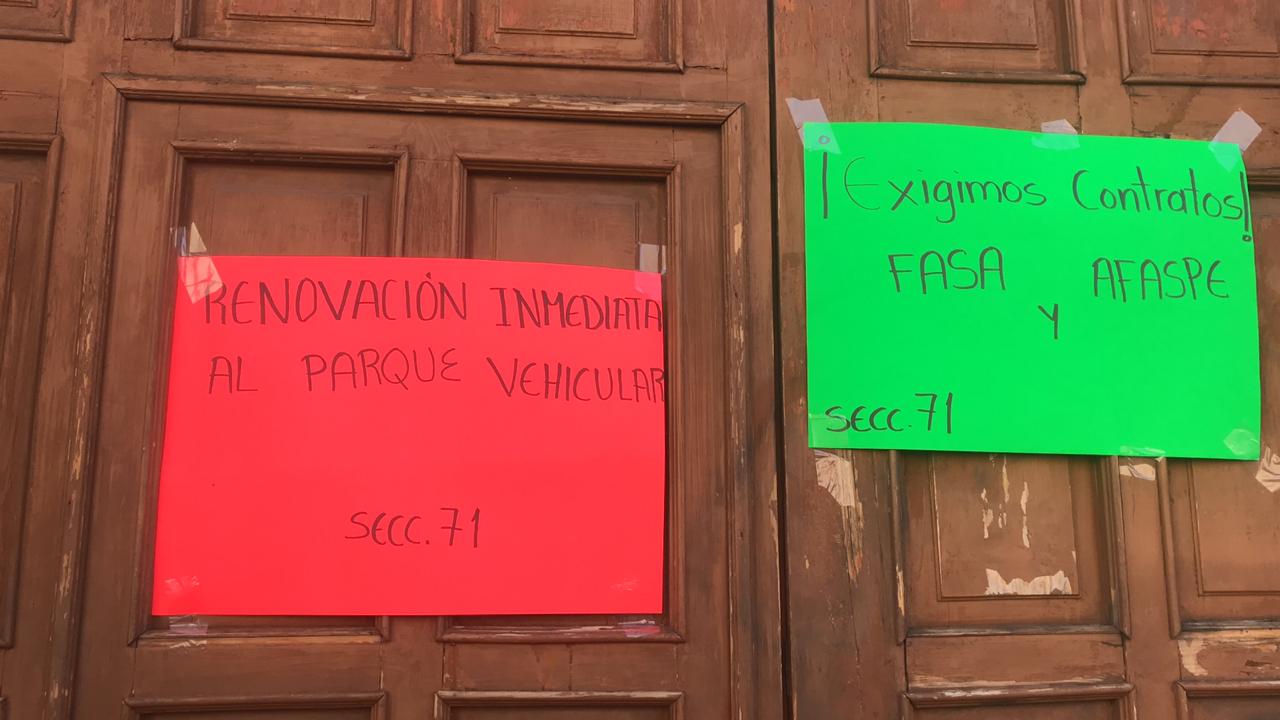 RENOVACIÓN INMEDIATA
AL PARQUE VEHICULAR
SECC. 71
¡Exigimos Contratos!
FASA AFASPE
Y
SECC. 71